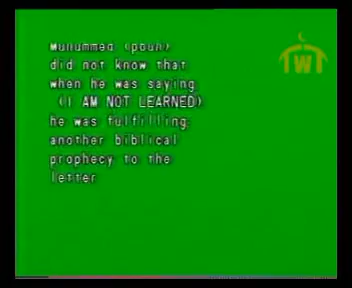 Muhummed (pbuh)
did not know that
when he was saying
(I AM NOT LEARNED)
he was fulfilling
another biblical
prophecy to the
letter
W